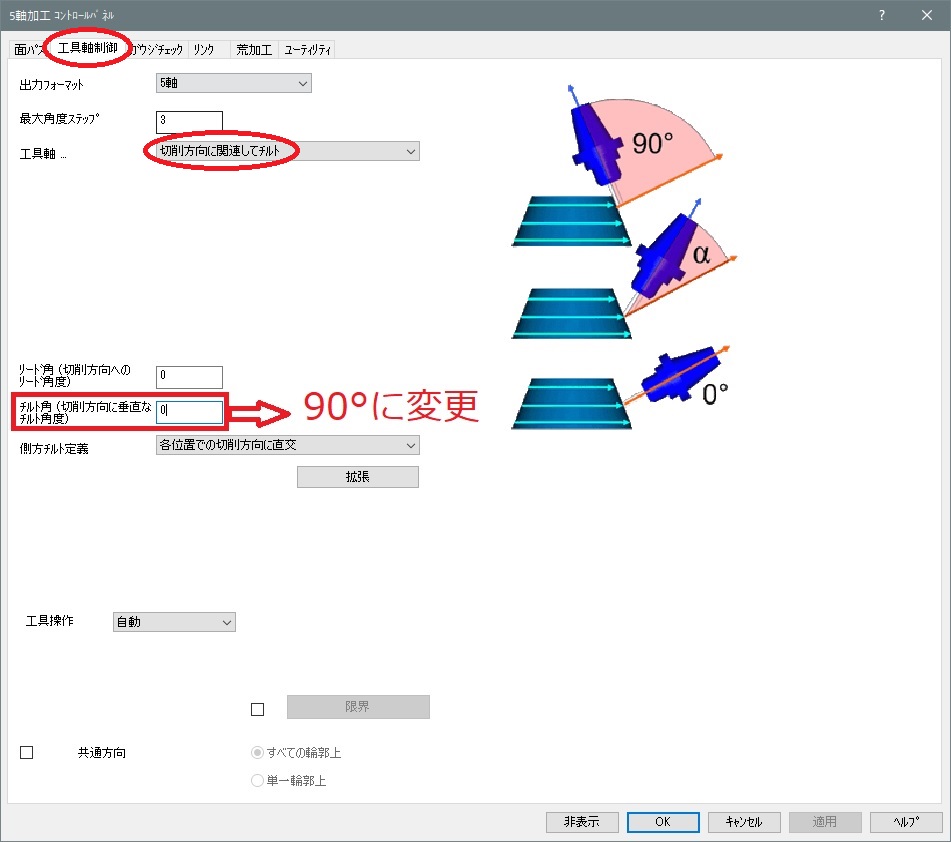 5軸加工 ｺﾝﾄﾛｰﾙﾊﾟﾈﾙ
?
面パス 工具軸制御 ガウジチェック リンク 荒加工 ユーティリティ
出力フォーマット 5軸
最大角度ステップ 3
工具軸 ... 切削方向に関連してチルト
90°
α
0°
リード角 (切削方向への
リード角度) 0
チルト角 (切削方向に垂直な
チルト角度) 0
90°に変更
側方チルト定義 各位置での切削方向に直交
拡張
工具操作 自動
限界
共通方向 すべての輪郭上
単一輪郭上
非表示 OK キャンセル 適用 ヘルプ